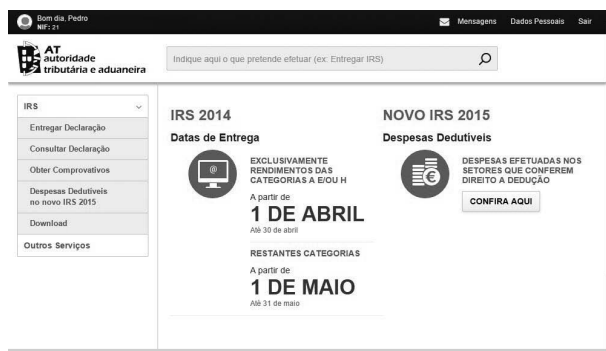 Bom dia, Pedro
NIF: 21
Mensagens Dados Pessoais Sair
AT
autoridade
tributária e aduaneira
Indique aqui o que pretende efetuar (ex: Entregar IRS)
IRS
Entregar Declaração
Consultar Declaração
Obter Comprovativos
Despesas Dedutíveis
no novo IRS 2015
Download
Outros Serviços
IRS 2014
Datas de Entrega
@
EXCLUSIVAMENTE
RENDIMENTOS DAS
CATEGORIAS A E/OU H
A partir de
1 DE ABRIL
Até 30 de abril
RESTANTES CATEGORIAS
A partir de
1 DE MAIO
Até 31 de maio
NOVO IRS 2015
Despesas Dedutíveis
€
DESPESAS EFETUADAS NOS
SETORES QUE CONFEREM
DIREITO A DEDUÇÃO
CONFIRA AQUI